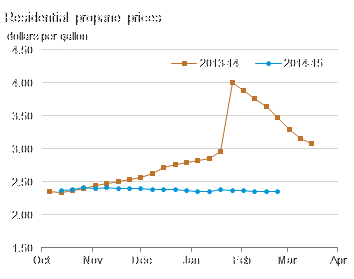 Residential propane prices
dollars per gallon
4.50
2013-14 2014-15
4.00
3.50
3.00
2.50
2.00
1.50
Oct Nov Dec Jan Feb Mar Apr